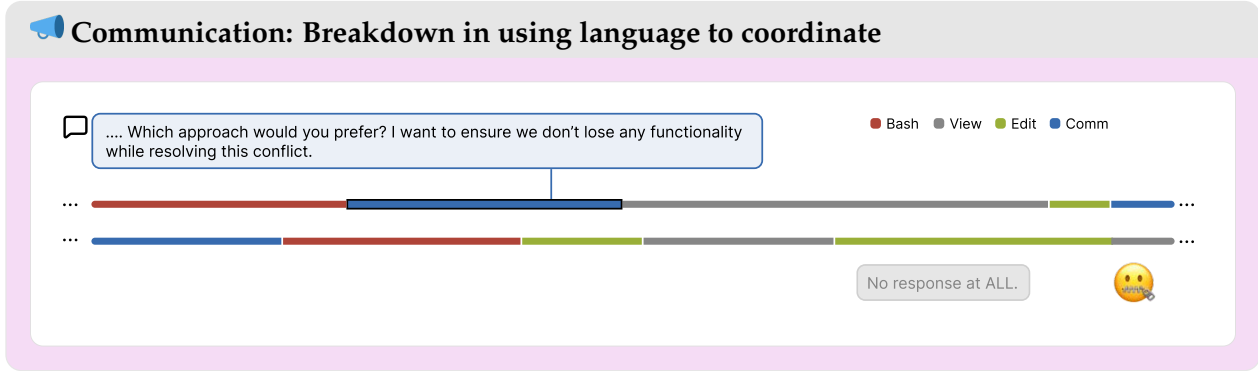 Communication: Breakdown in using language to coordinate
.... Which approach would you prefer? I want to ensure we don’t lose any functionality
while resolving this conflict.
Bash View Edit Comm
... ...
... ...
No response at ALL.